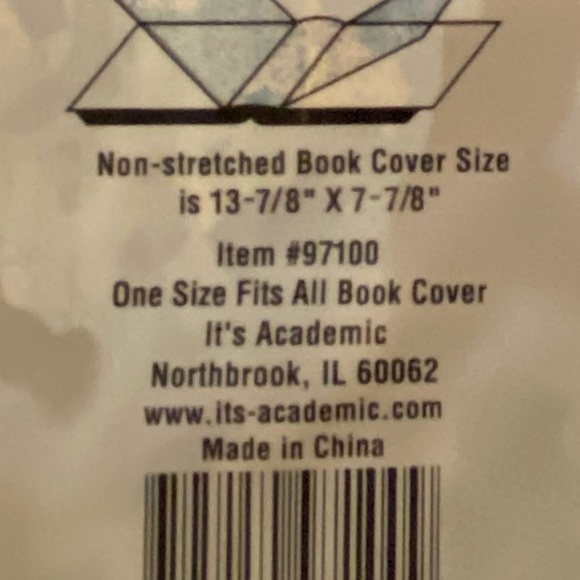 Non-stretched Book Cover Size
is 13-7/8" X 7-7/8"
Item #97100
One Size Fits All Book Cover
It's Academic
Northbrook, IL 60062
www.its-academic.com
Made in China